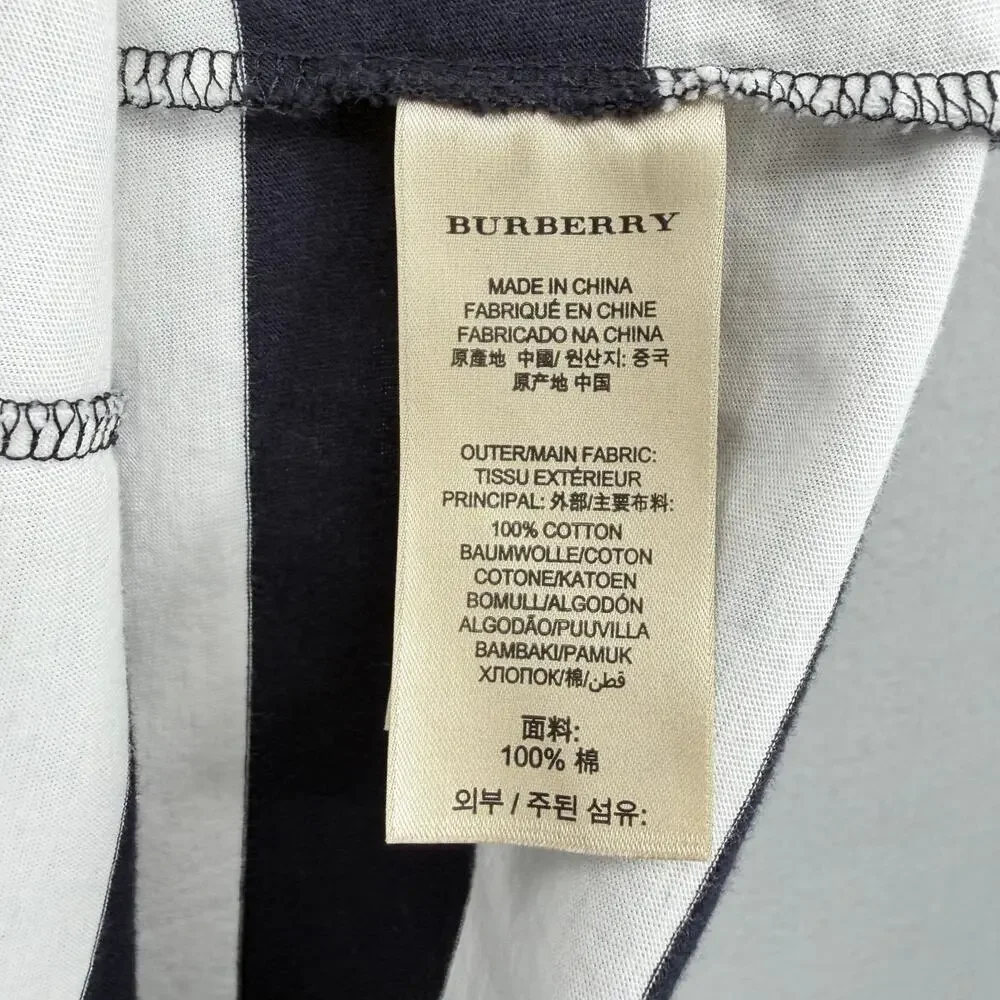 BURBERRY
MADE IN CHINA
FABRIQUÉ EN CHINE
FABRICADO NA CHINA
原產地 中國/ 원산지: 중국
原产地 中国
OUTER/MAIN FABRIC:
TISSU EXTÉRIEUR
PRINCIPAL: 外部/主要布料:
100% COTTON
BAUMWOLLE/COTON
COTONE/KATOEN
BOMULL/ALGODÓN
ALGODÃO/PUUVILLA
BAMBAKI/PAMUK
ХЛОПОК/棉/قطن
面料:
100% 棉
외부 / 주된 섬유: